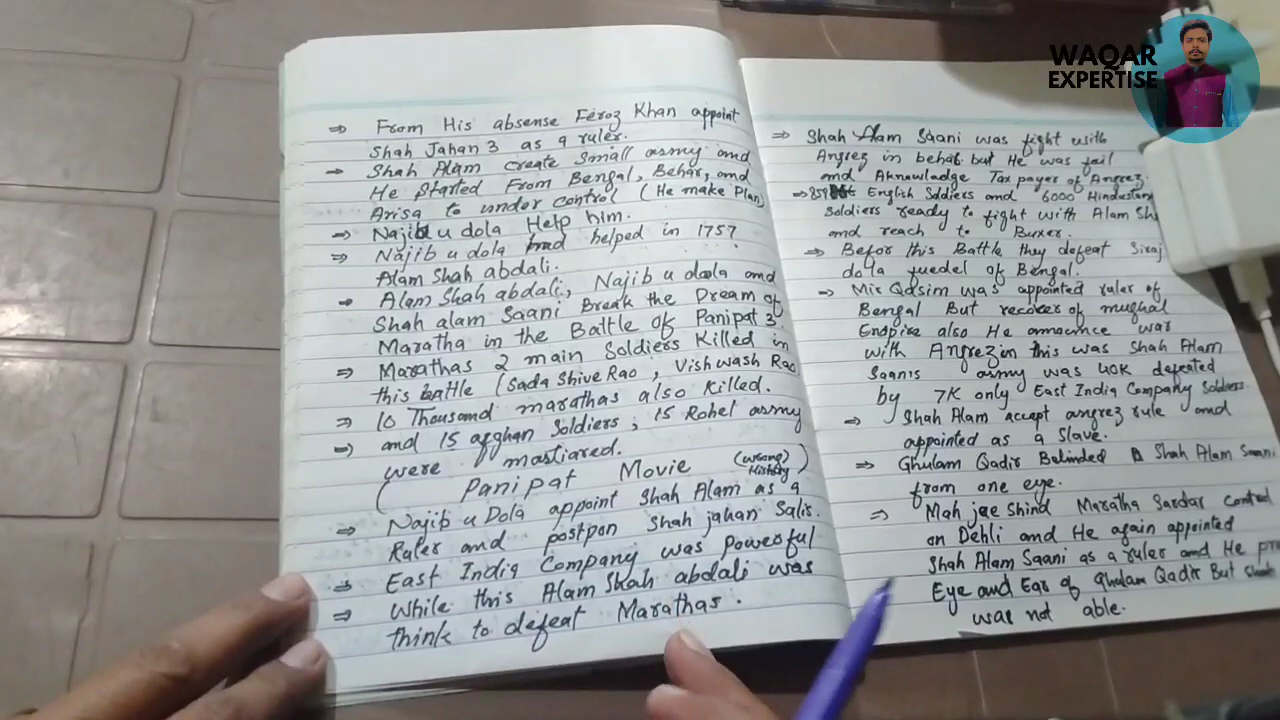 ⇒ From His absense Feroz Khan appoint
Shah Jahan 3 as a ruler.
⇒ Shah Alam create small army and
He started From Bengal, Behar, and
Arisa to under control (He make Plan)
⇒ Najib u dola Help him.
⇒ Najib u dola had helped in 1757
Alam Shah abdali.
⇒ Alam Shah abdali, Najib u dola and
Shah alam Saani Break the Dream of
Maratha in the Battle of Panipat 3.
⇒ Marathas 2 main Soldiers Killed in
this battle (Sada Shive Rao, Vishwash Rao
⇒ 10 Thousand marathas also killed.
⇒ and 15 afghan Soldiers, 15 Rohel army
were mastiared.
( Panipat Movie (wrong History) )
⇒ Najib u Dola appoint Shah Alam as a
Ruler and postpon Shah jahan Salis.
⇒ East India Company was powerful
⇒ While this Alam Shah abdali was
think to defeat Marathas.
⇒ Shah Alam Saani was fight with
Angrez in behar but He was fail
and Aknowladge Tax payer of Angrez.
⇒ 859 English Soldiers and 6000 Hindustani
Soldiers ready to fight with Alam Sh
and reach to Buxer.
⇒ Befor this Battle they defeat Siraj
dola of Bengal.
⇒ Mir Qasim was appointed ruler of
Bengal But recover of mughal
Enspire also He announce war
with Angrez in this was Shah Alam
Saanis army was 40K defeated
by 7K only East India Company Soldiers.
⇒ Shah Alam accept angrez rule and
appointed as a slave.
⇒ Ghulam Qadir Belinded Shah Alam Saani
from one eye.
⇒ Mah jee Shind Maratha Sardar control
on Dehli and He again appointed
Shah Alam Saani as a ruler and He pre
Eye and Ear of Ghulam Qadir But Shah
was not able.
WAQAR
EXPERTISE